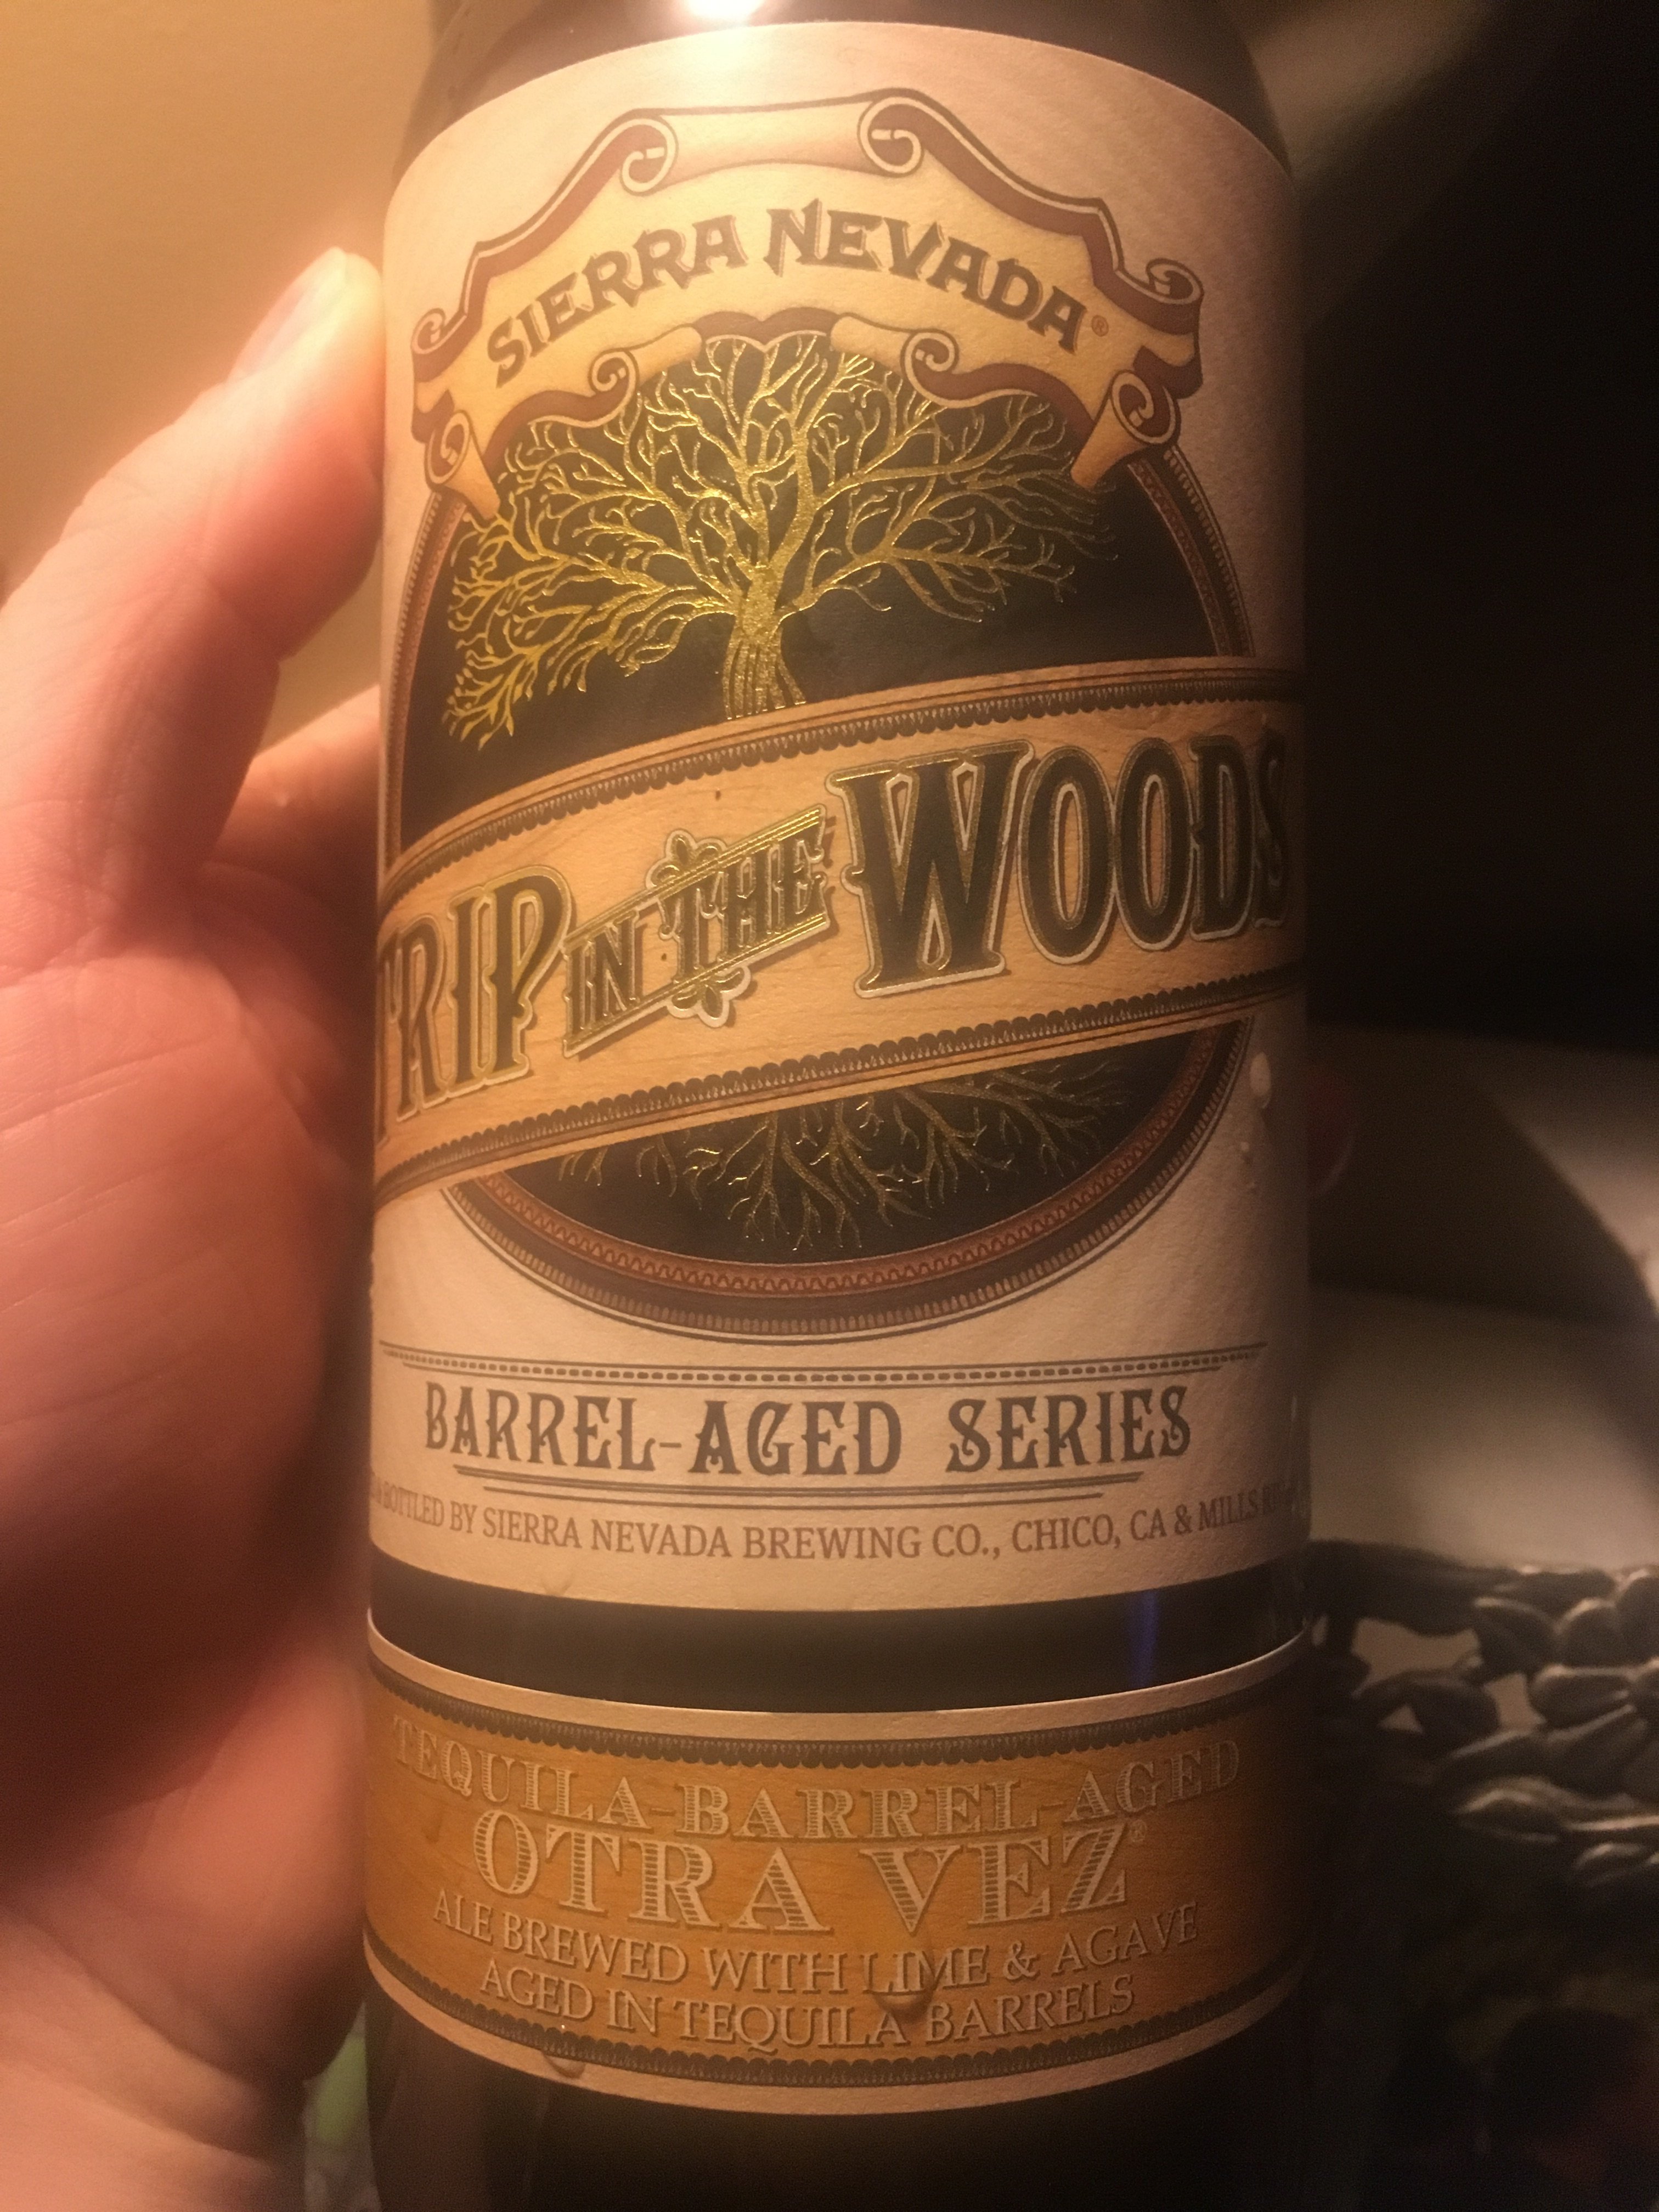 SIERRA NEVADA®
TRIP IN THE WOODS
BARREL-AGED SERIES
BOTTLED BY SIERRA NEVADA BREWING CO., CHICO, CA & MILLS
TEQUILA-BARREL-AGED
OTRA VEZ®
ALE BREWED WITH LIME & AGAVE
AGED IN TEQUILA BARRELS